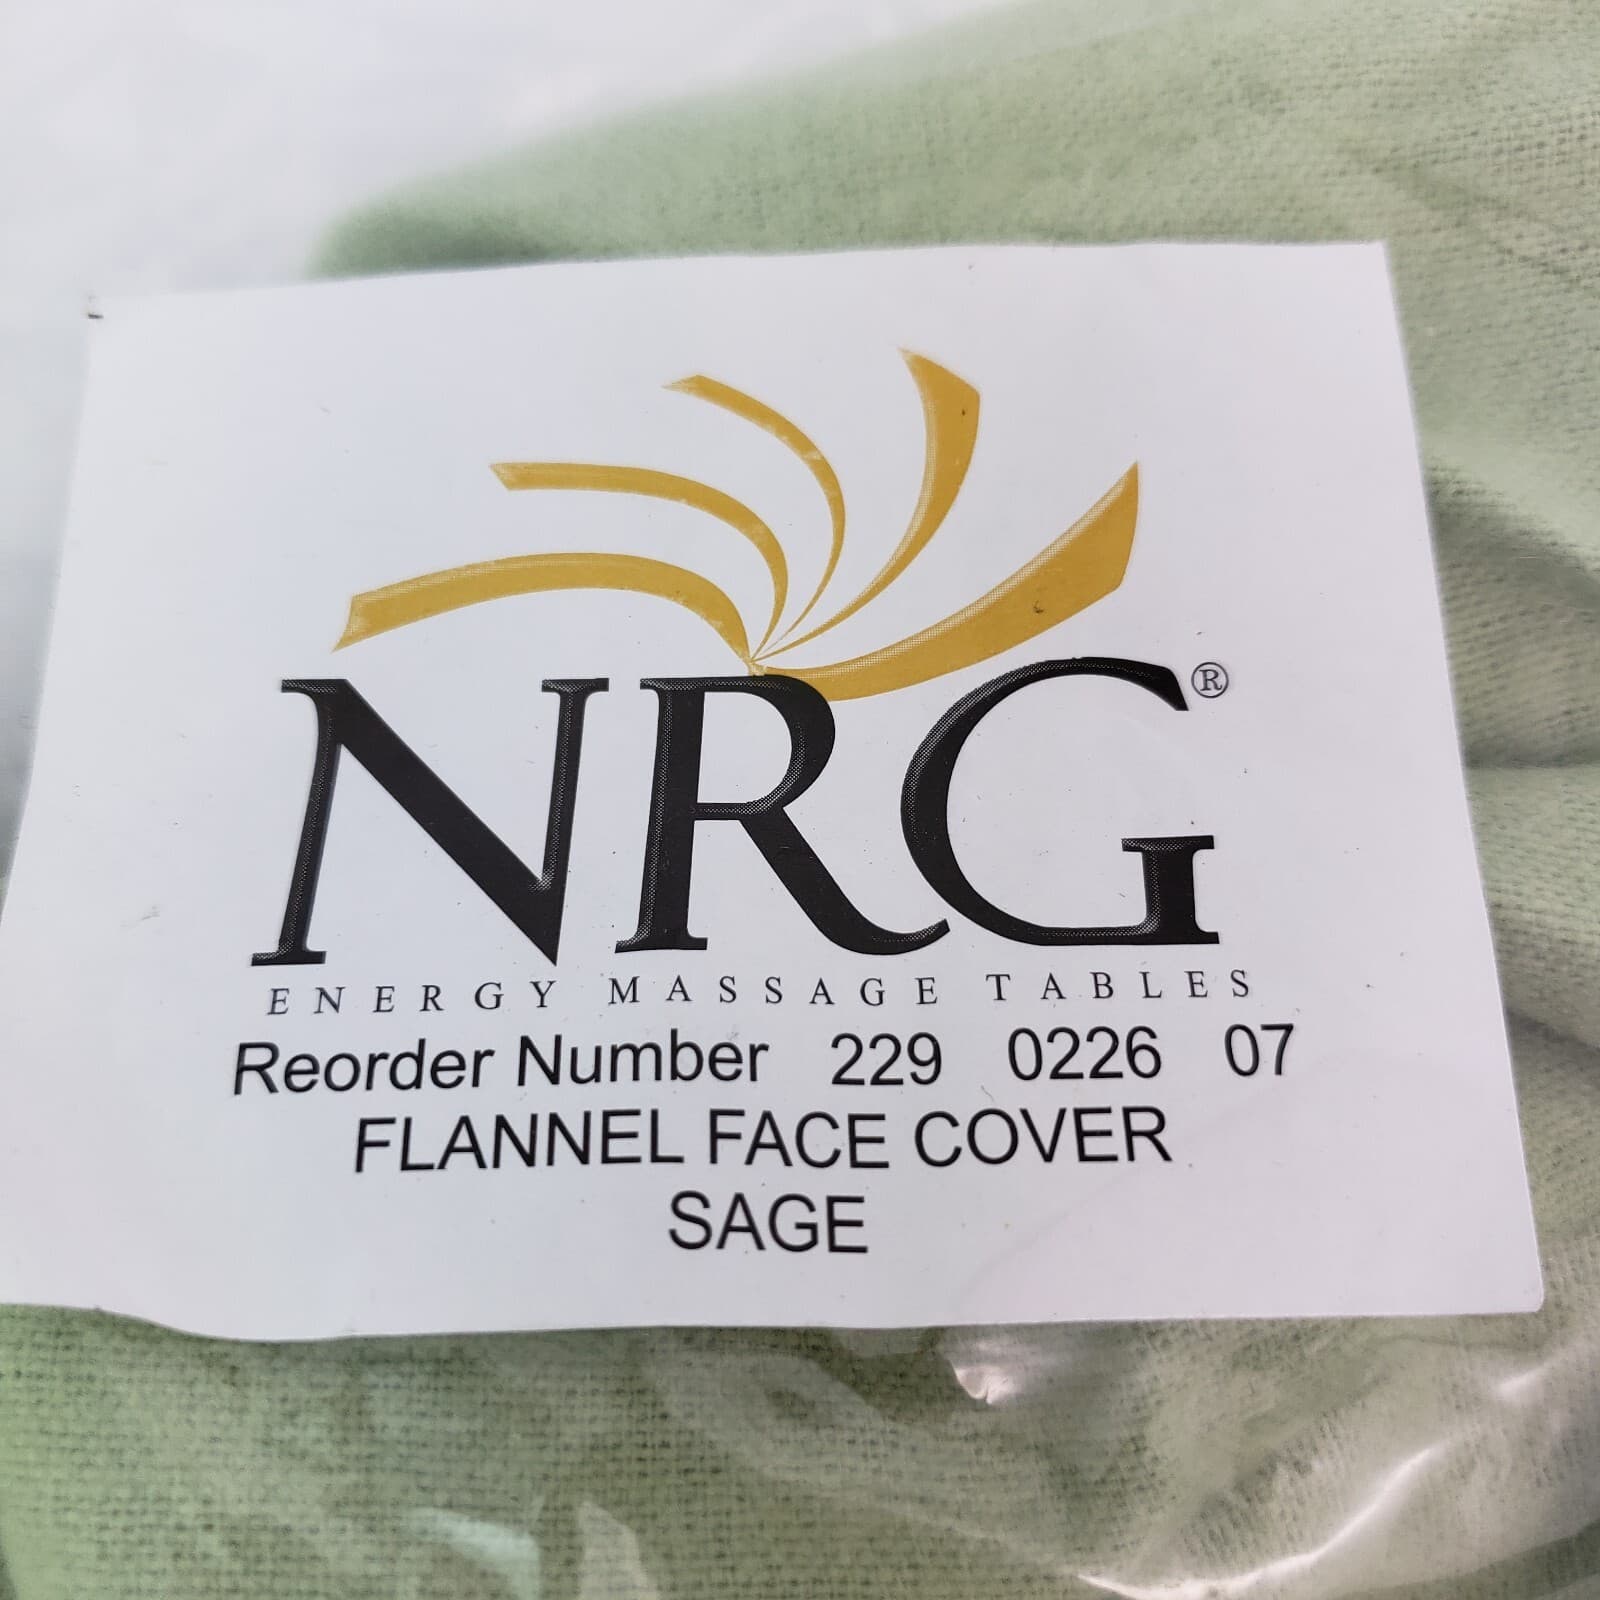 NRG®
ENERGY MASSAGE TABLES
Reorder Number 229 0226 07
FLANNEL FACE COVER
SAGE